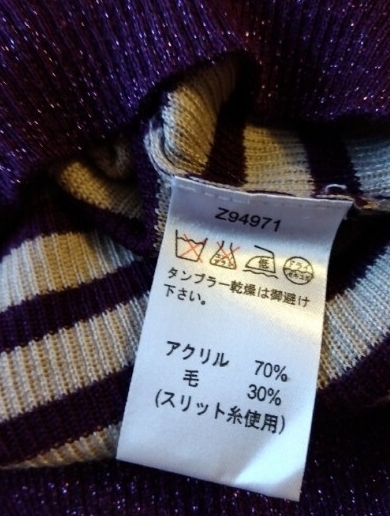 Z94971
低
タンブラー乾燥は御避け
下さい。
アクリル 70%
毛 30%
(スリット糸使用)